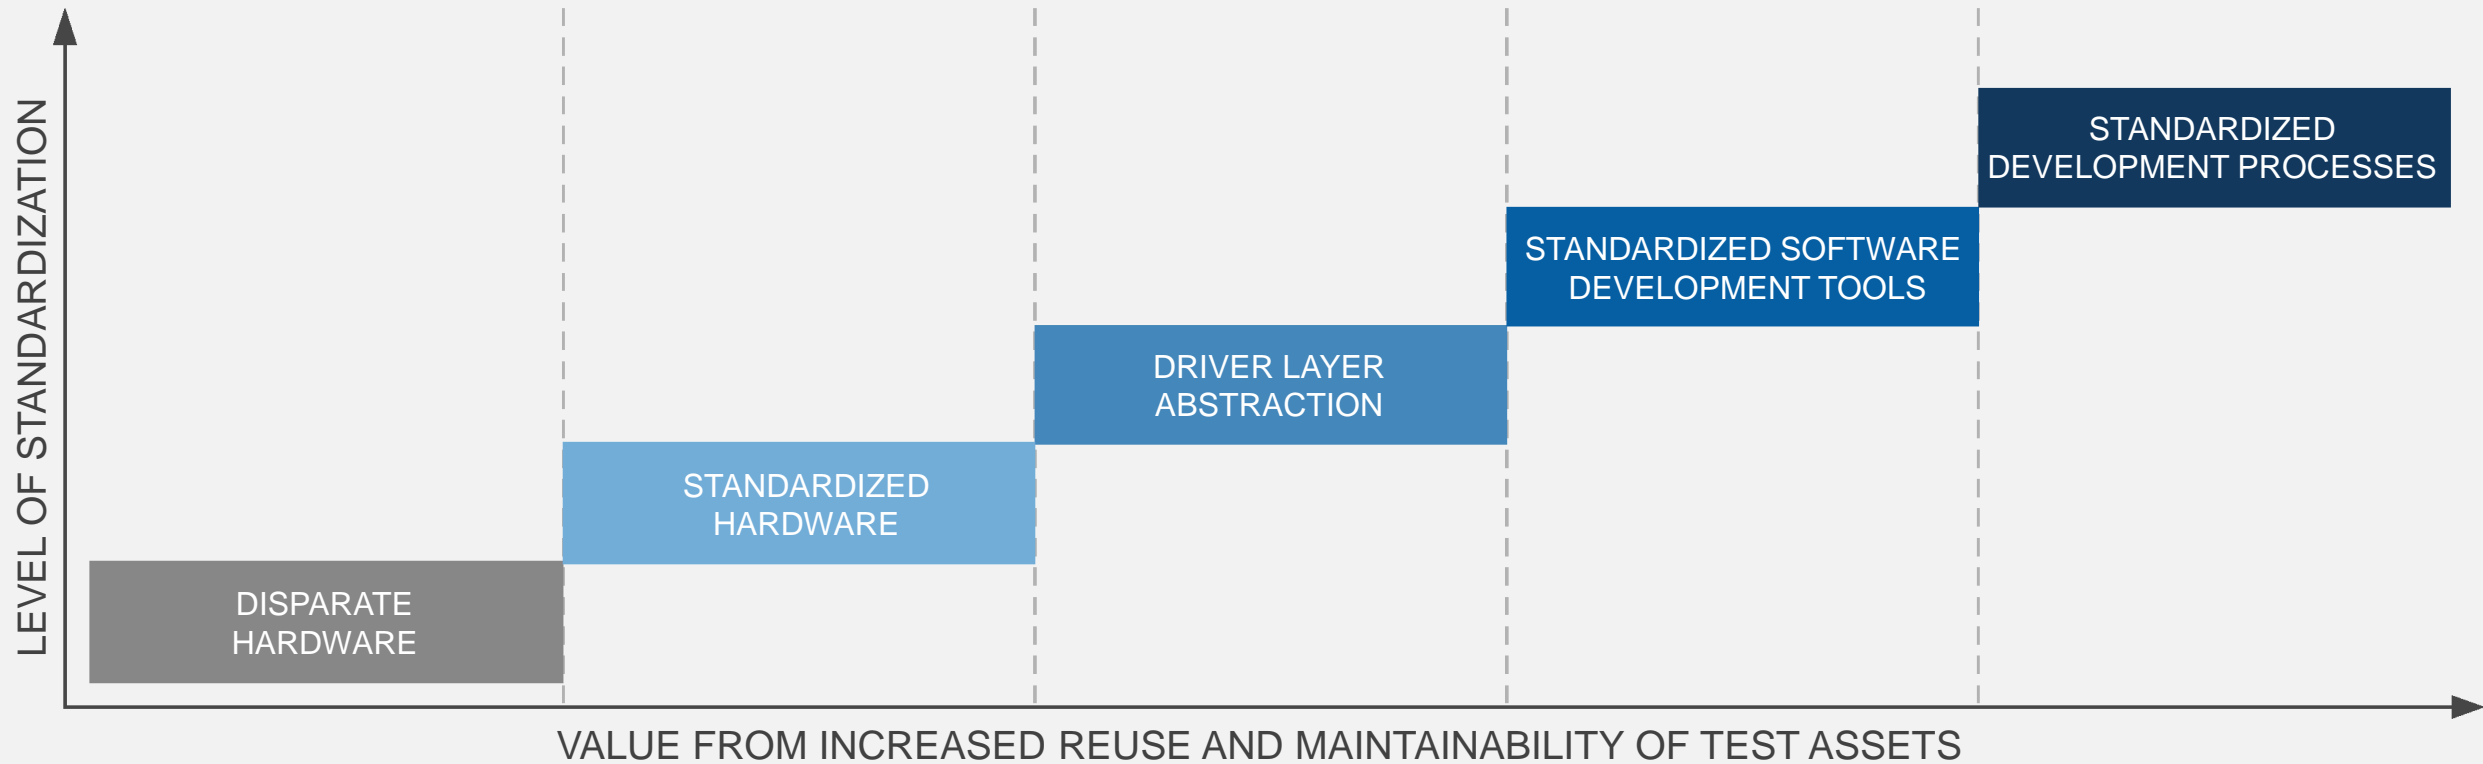 LEVEL OF STANDARDIZATION
DISPARATE
HARDWARE
STANDARDIZED
HARDWARE
DRIVER LAYER
ABSTRACTION
STANDARDIZED SOFTWARE
DEVELOPMENT TOOLS
STANDARDIZED
DEVELOPMENT PROCESSES
VALUE FROM INCREASED REUSE AND MAINTAINABILITY OF TEST ASSETS